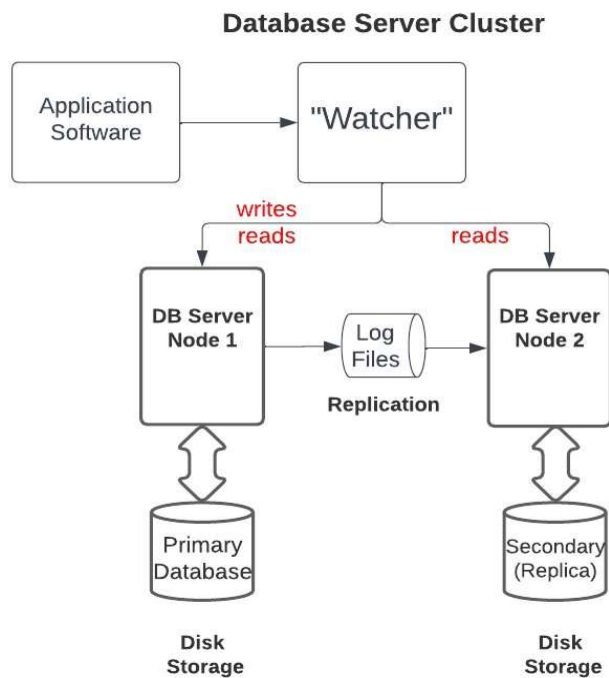 Database Server Cluster
Application
Software
"Watcher"
writes
reads
reads
DB Server
Node 1
Log
Files
DB Server
Node 2
Replication
Primary
Database
Secondary
(Replica)
Disk
Storage
Disk
Storage